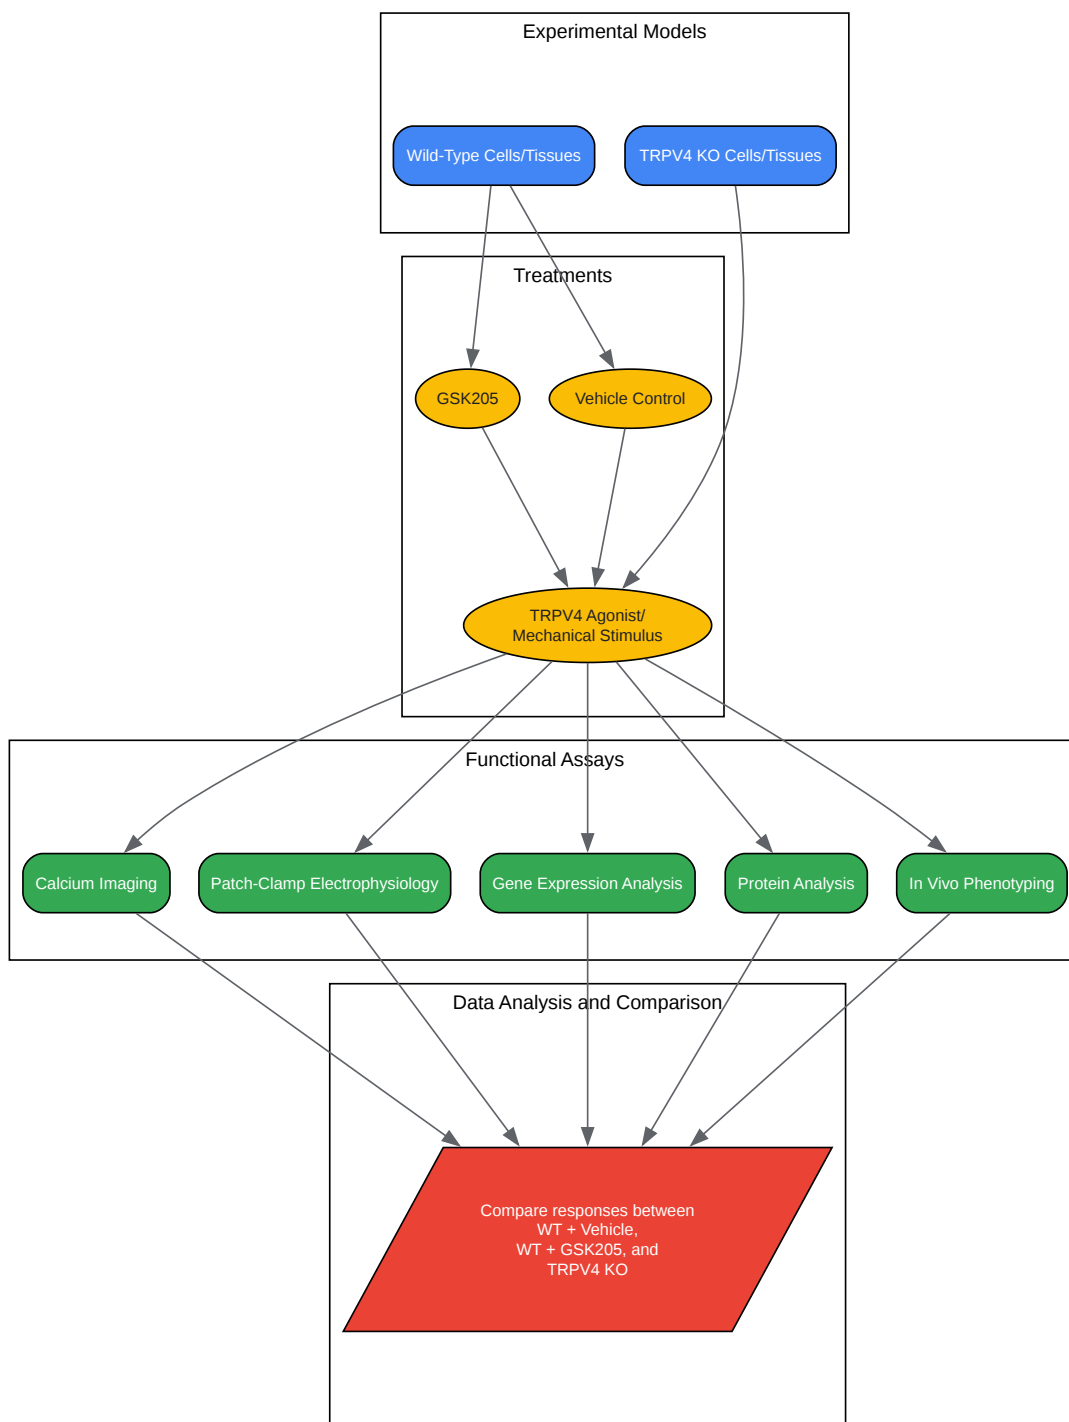 Experimental Models
Wild-Type Cells/Tissues
TRPV4 KO Cells/Tissues
Treatments
GSK205
Vehicle Control
TRPV4 Agonist/
Mechanical Stimulus
Functional Assays
Calcium Imaging
Patch-Clamp Electrophysiology
Gene Expression Analysis
Protein Analysis
In Vivo Phenotyping
Data Analysis and Comparison
Compare responses between
WT + Vehicle,
WT + GSK205, and
TRPV4 KO